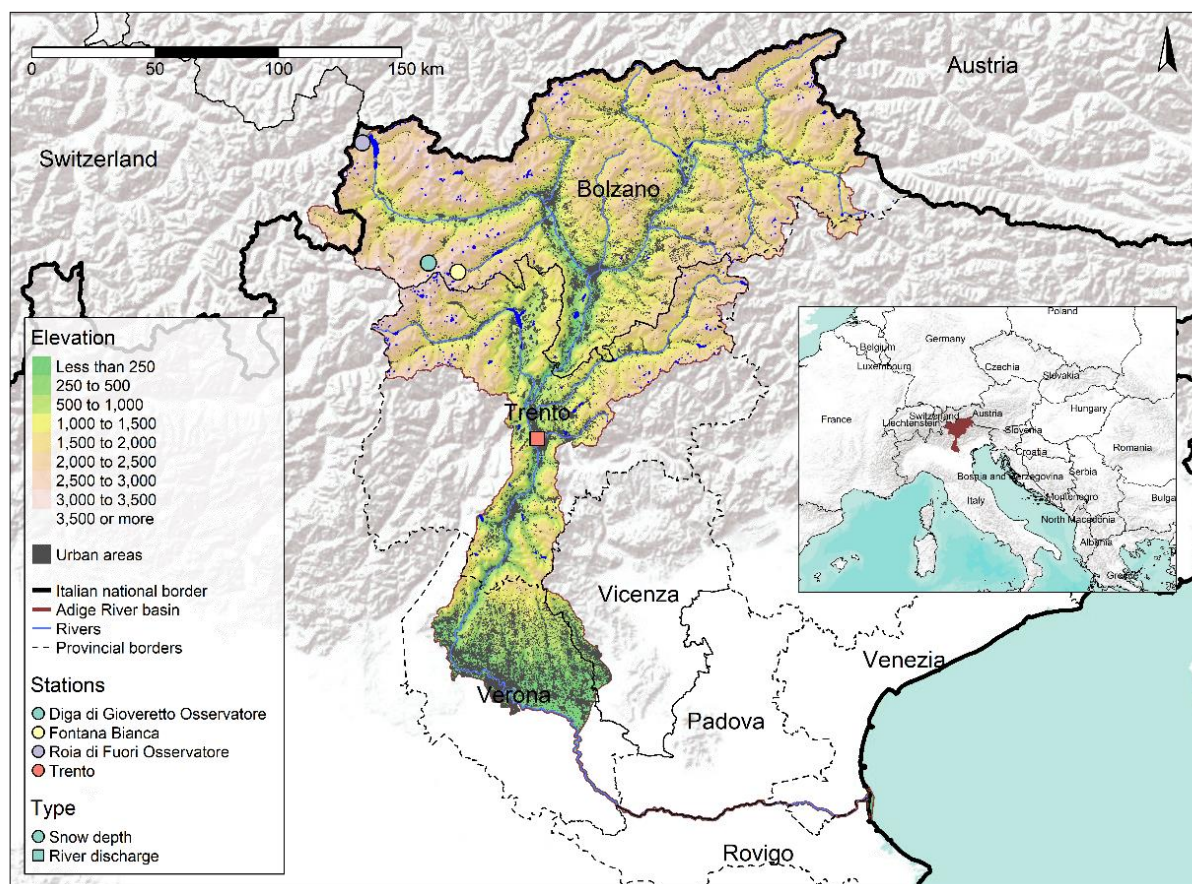 0 50 100 150 km
Austria
Switzerland
Bolzano
Trento
Vicenza
Venezia
Verona
Padova
Rovigo
Elevation
Less than 250
250 to 500
500 to 1,000
1,000 to 1,500
1,500 to 2,000
2,000 to 2,500
2,500 to 3,000
3,000 to 3,500
3,500 or more
Urban areas
Italian national border
Adige River basin
Rivers
Provincial borders
Stations
Diga di Gioveretto Osservatore
Fontana Bianca
Roia di Fuori Osservatore
Trento
Type
Snow depth
River discharge
Poland
Germany
Belgium
Luxembourg
Czechia
Slovakia
France
Switzerland
Austria
Hungary
Liechtenstein
Slovenia
Romania
Croatia
Bosnia and Herzegovina
Serbia
Italy
Montenegro
Bulga
North Macedonia
Albania
Greece